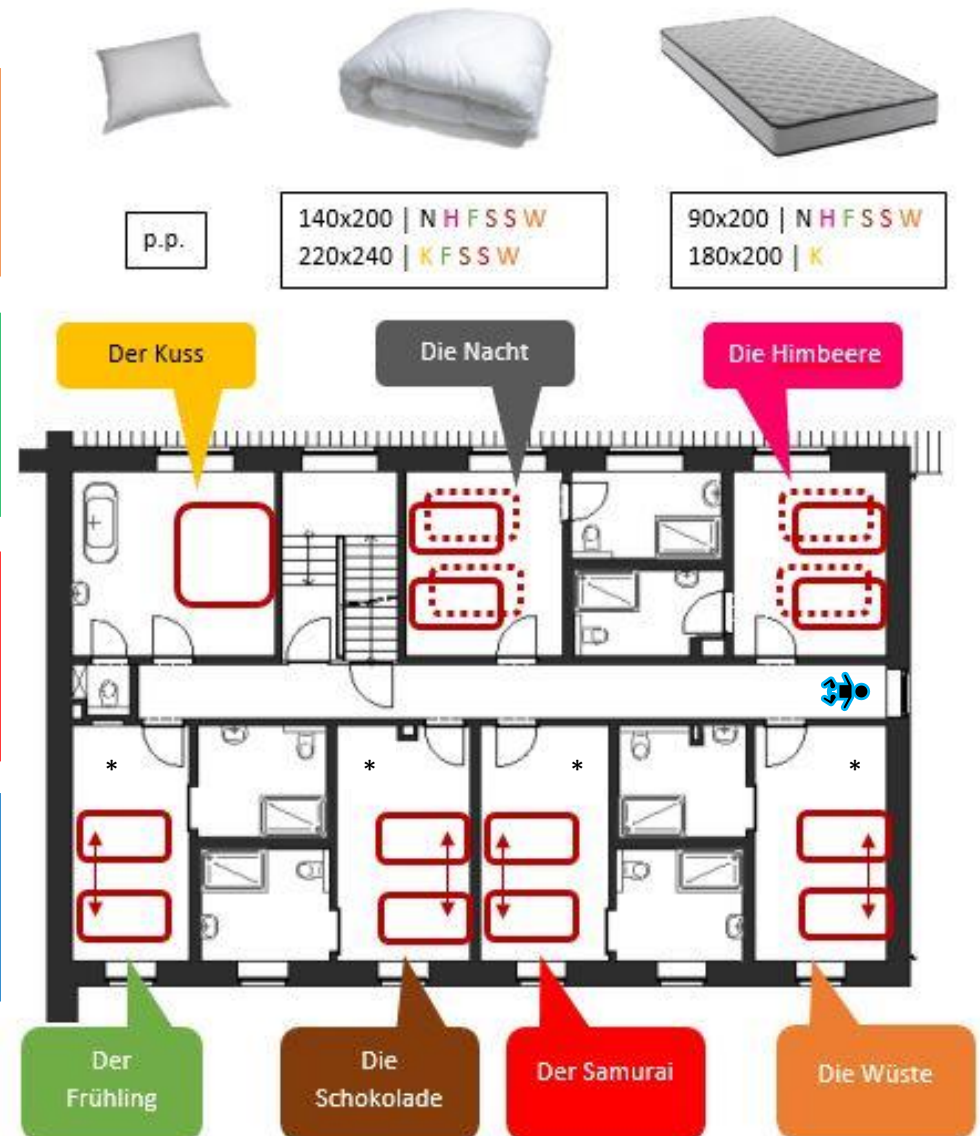 p.p.
140x200 | N H F S S W
220x240 | K F S S W
90x200 | N H F S S W
180x200 | K
Der Kuss
Die Nacht
Die Himbeere
*
*
*
*
Der
Frühling
Die
Schokolade
Der Samurai
Die Wüste